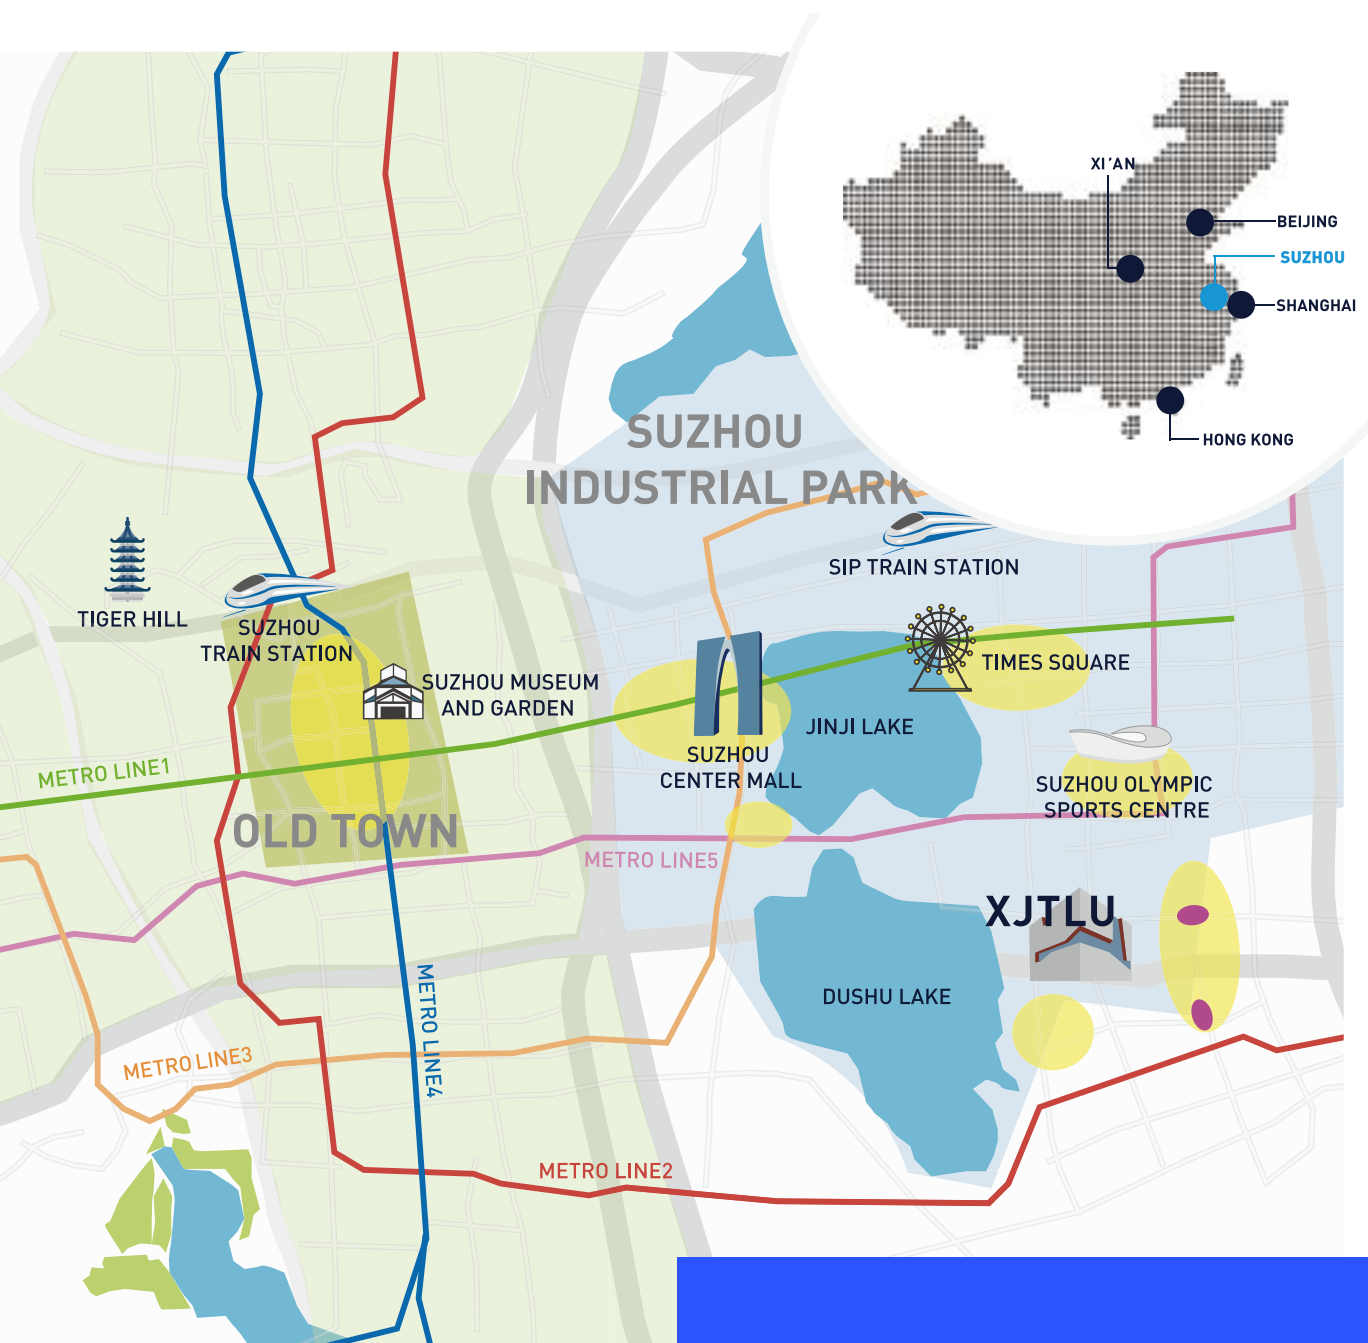 XI'AN
BEIJING
SUZHOU
SHANGHAI
HONG KONG
SUZHOU
INDUSTRIAL PARK
SIP TRAIN STATION
TIGER HILL
SUZHOU
TRAIN STATION
SUZHOU MUSEUM
AND GARDEN
TIMES SQUARE
JINJI LAKE
METRO LINE1
SUZHOU
CENTER MALL
SUZHOU OLYMPIC
SPORTS CENTRE
OLD TOWN
METRO LINE5
XJTLU
DUSHU LAKE
METRO LINE4
METRO LINE3
METRO LINE2